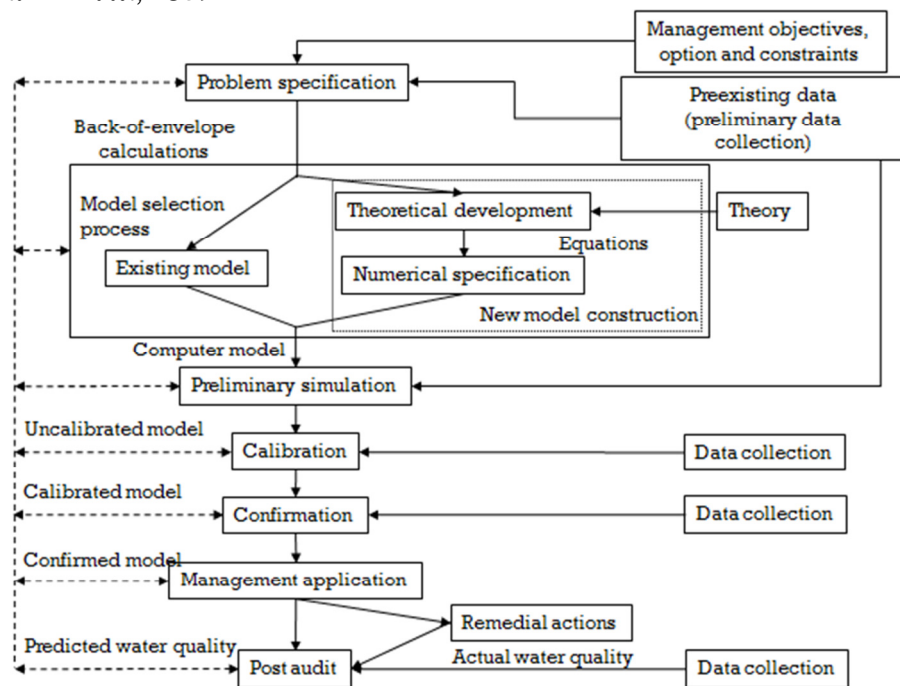 Management objectives,
option and constraints
Problem specification
Preexisting data
(preliminary data
collection)
Back-of-envelope
calculations
Model selection
process
Theoretical development
Theory
Equations
Existing model
Numerical specification
New model construction
Computer model
Preliminary simulation
Uncalibrated model
Calibration
Data collection
Calibrated model
Confirmation
Data collection
Confirmed model
Management application
Remedial actions
Predicted water quality
Actual water quality
Post audit
Data collection